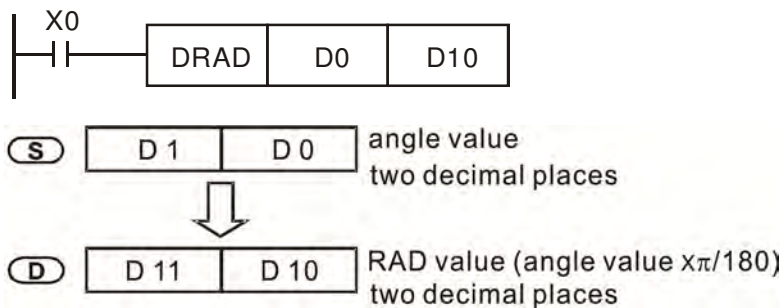 X0
DRAD D0 D10
S D 1 D 0 angle value
two decimal places
D D 11 D 10 RAD value (angle value xπ/180)
two decimal places